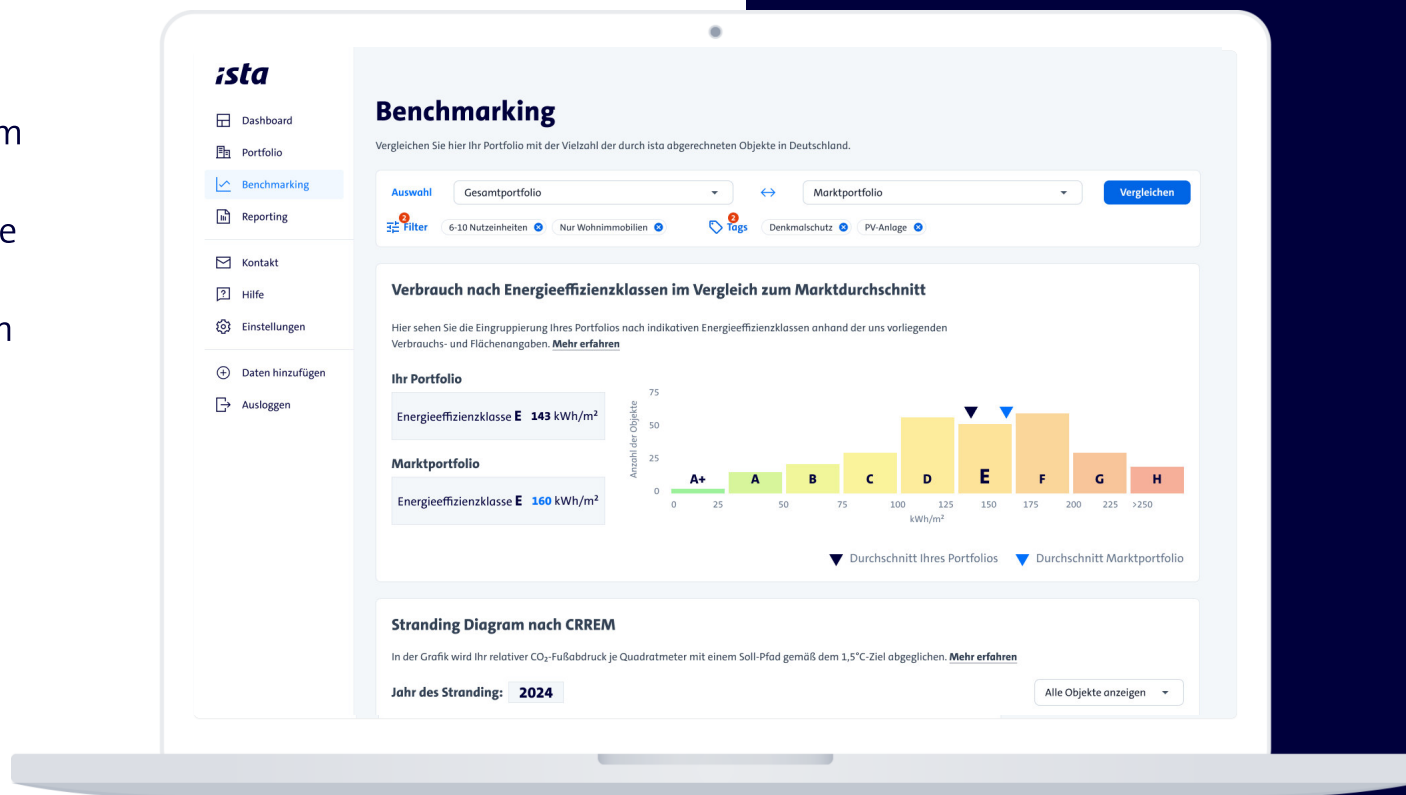 m
e
n
ista
Dashboard
Portfolio
Benchmarking
Reporting
Kontakt
Hilfe
Einstellungen
Daten hinzufügen
Ausloggen
Benchmarking
Vergleichen Sie hier Ihr Portfolio mit der Vielzahl der durch ista abgerechneten Objekte in Deutschland.
Auswahl Gesamtportfolio Marktportfolio Vergleichen
2 Filter 6-10 Nutzeinheiten Nur Wohnimmobilien 2 Tags Denkmalschutz PV-Anlage
Verbrauch nach Energieeffizienzklassen im Vergleich zum Marktdurchschnitt
Hier sehen Sie die Eingruppierung Ihres Portfolios nach indikativen Energieeffizienzklassen anhand der uns vorliegenden
Verbrauchs- und Flächenangaben. Mehr erfahren
Ihr Portfolio
Energieeffizienzklasse E 143 kWh/m²
Marktportfolio
Energieeffizienzklasse E 160 kWh/m²
Anzahl der Objekte
75
50
25
0
A+ A B C D E F G H
0 25 50 75 100 125 150 175 200 225 >250
kWh/m²
Durchschnitt Ihres Portfolios Durchschnitt Marktportfolio
Stranding Diagram nach CRREM
In der Grafik wird Ihr relativer CO₂-Fußabdruck je Quadratmeter mit einem Soll-Pfad gemäß dem 1,5°C-Ziel abgeglichen. Mehr erfahren
Jahr des Stranding: 2024 Alle Objekte anzeigen